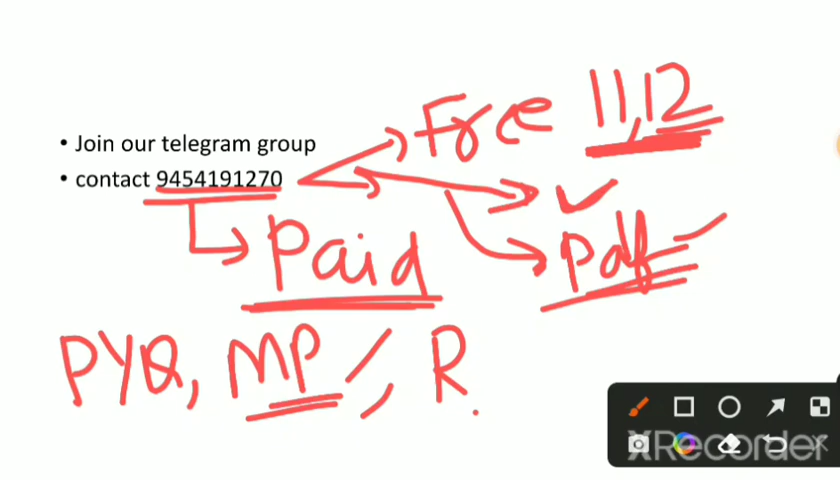 Free 11,12
• Join our telegram group
• contact 9454191270
Paid
Pdf
PYQ, MP, R.
XRecorder